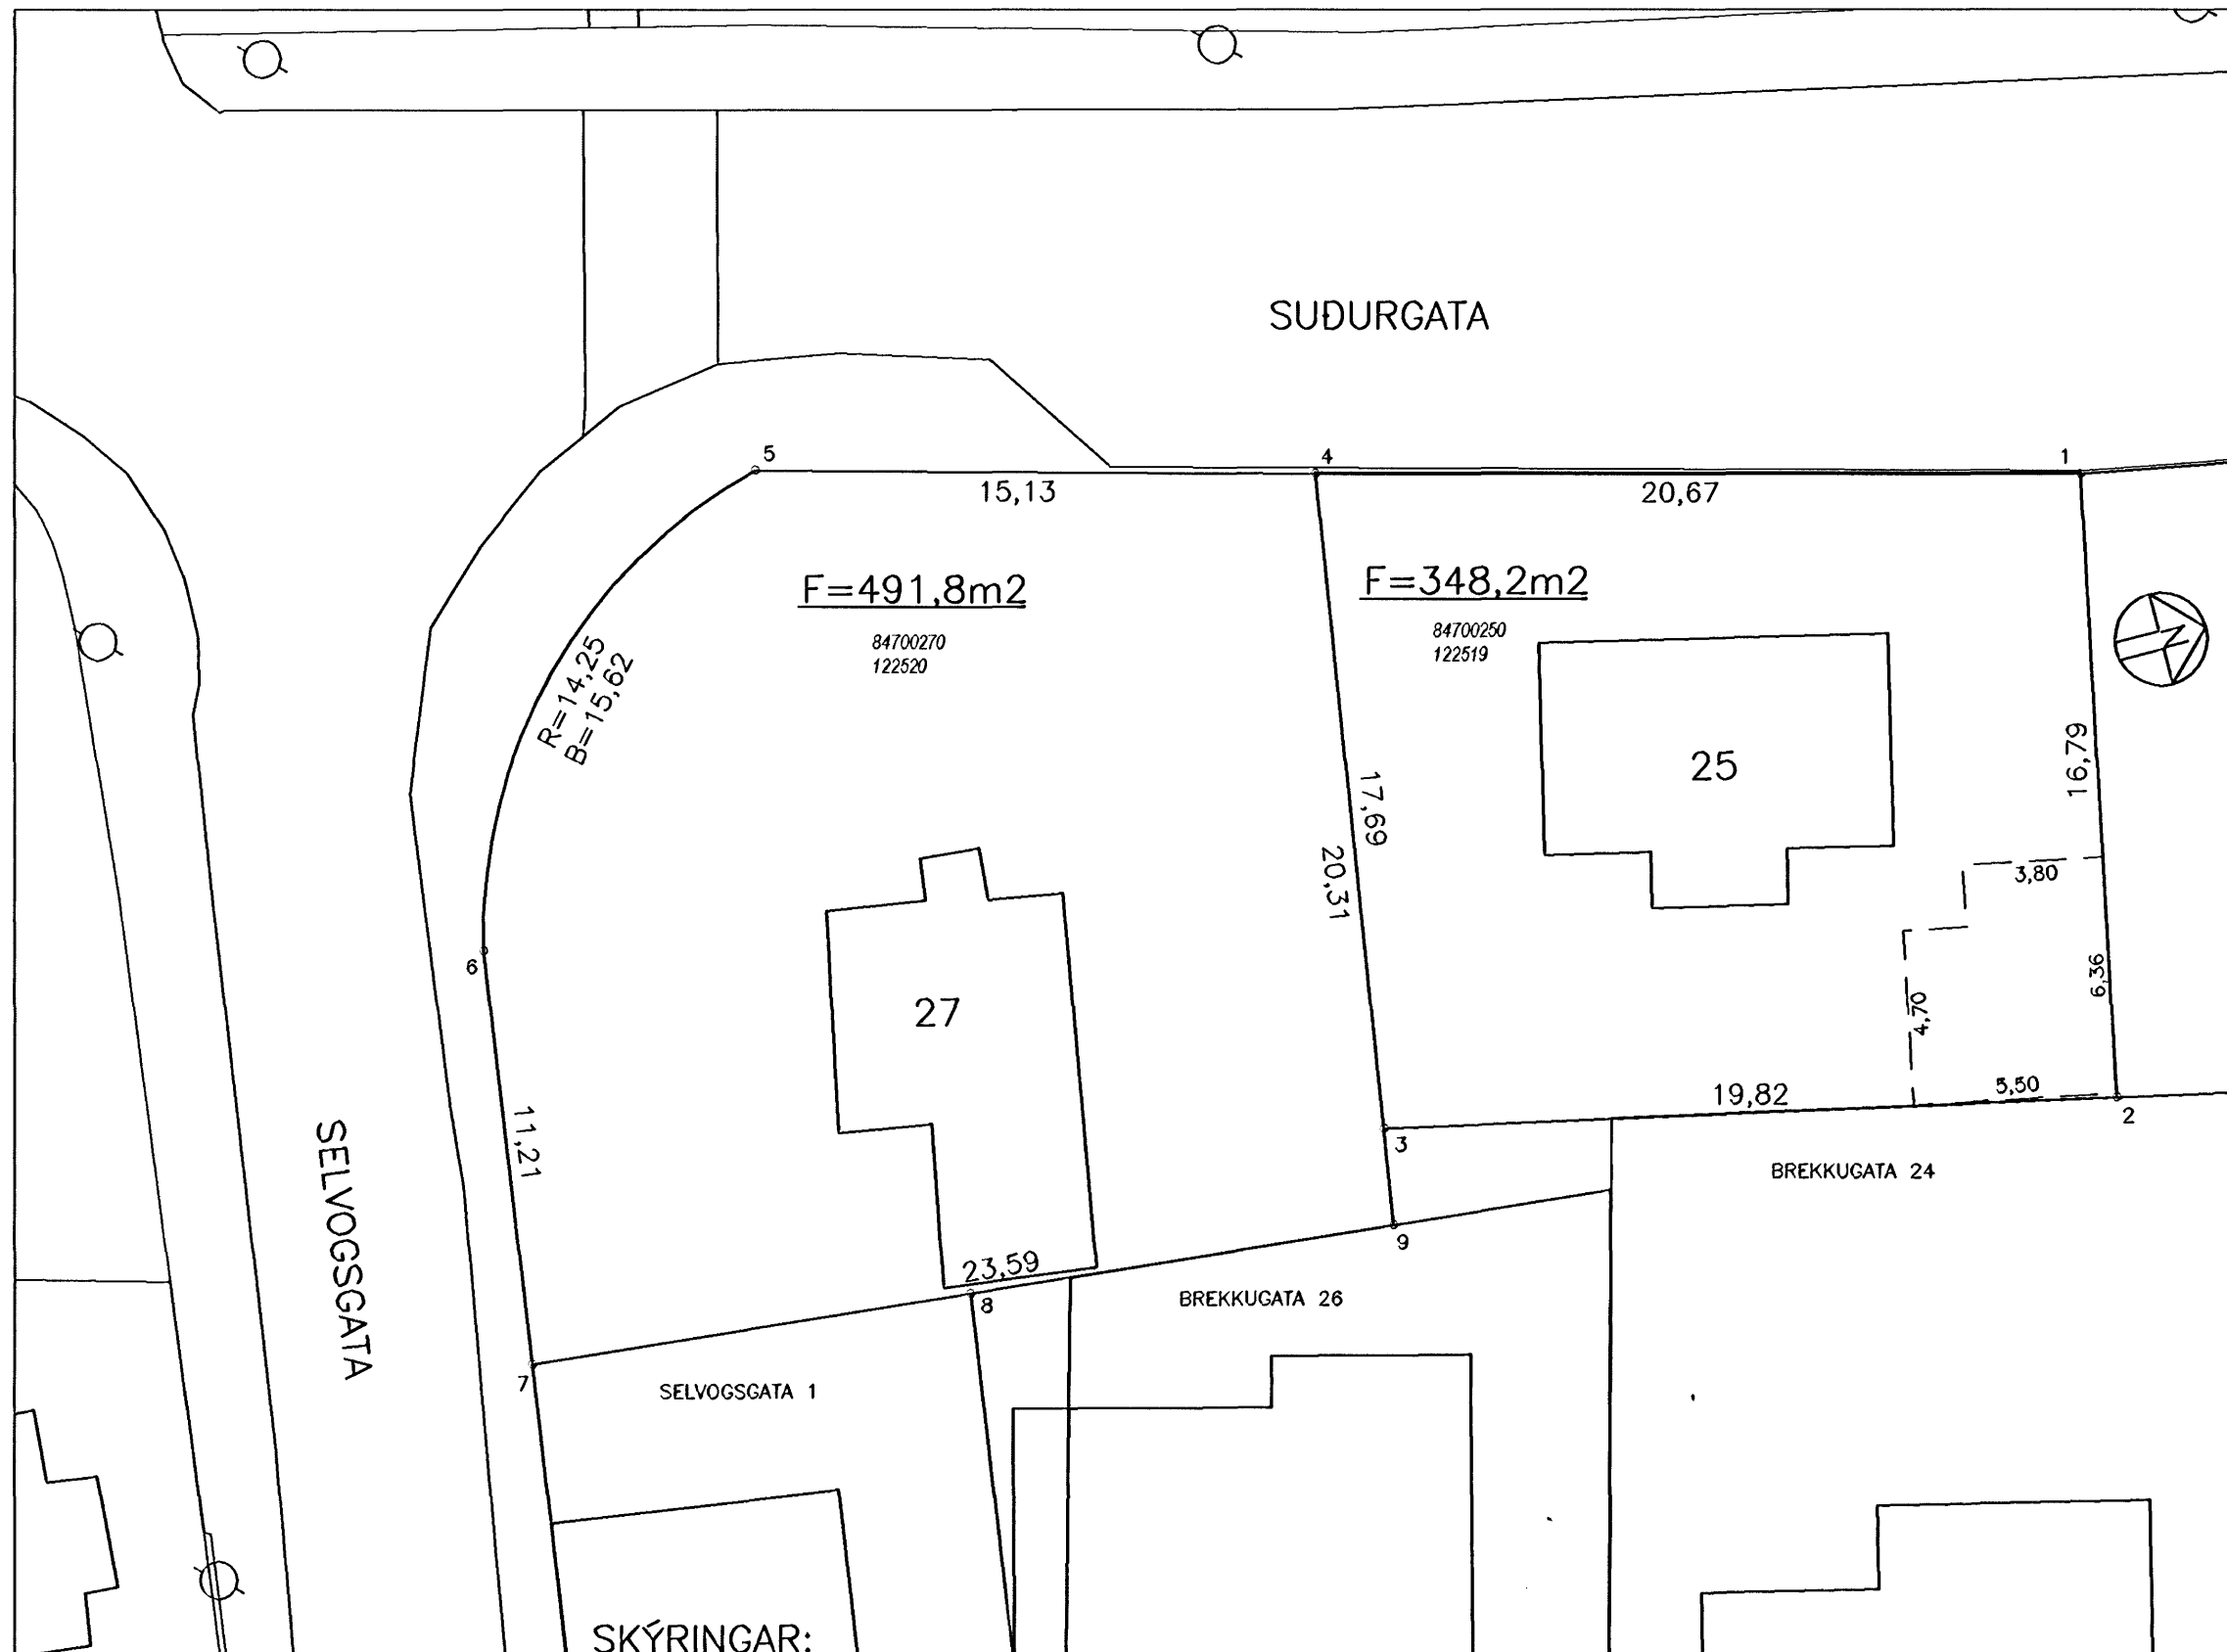 SUÐURGATA
5
4
1
15,13
20,67
F=491,8m2
84700270
122520
F=348,2m2
84700250
122519
N
R=14,25
B=15,62
25
16,79
17,69
20,31
3,80
6
27
6,36
4,70
11,21
19,82
5,50
2
3
BREKKUGATA 24
SELVOGSGATA
9
23,59
8
BREKKUGATA 26
7
SELVOGSGATA 1
SKÝRINGAR: